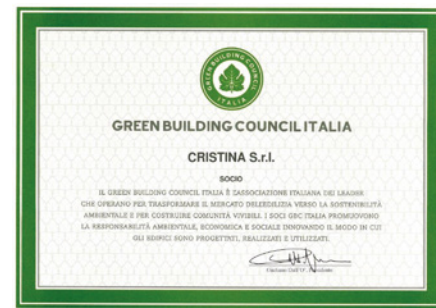 GREEN BUILDING COUNCIL
ITALIA
GREEN BUILDING COUNCIL ITALIA
CRISTINA S.r.l.
SOCIO
IL GREEN BUILDING COUNCIL ITALIA È L'ASSOCIAZIONE ITALIANA DEI LEADER
CHE OPERANO PER TRASFORMARE IL MERCATO DELL'EDILIZIA VERSO LA SOSTENIBILITÀ
AMBIENTALE E PER COSTRUIRE COMUNITÀ VIVIBILI. I SOCI GBC ITALIA PROMUOVONO
LA RESPONSABILITÀ AMBIENTALE, ECONOMICA E SOCIALE INNOVANDO IL MODO IN CUI
GLI EDIFICI SONO PROGETTATI, REALIZZATI E UTILIZZATI.
Presidente